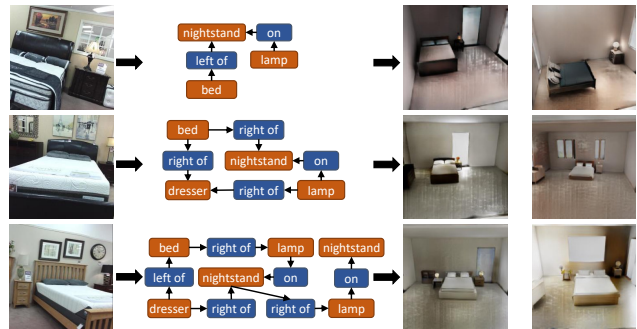 nightstand on
left of lamp
bed
bed right of
right of nightstand on
dresser right of lamp
bed right of lamp nightstand
left of nightstand on on
dresser right of right of lamp